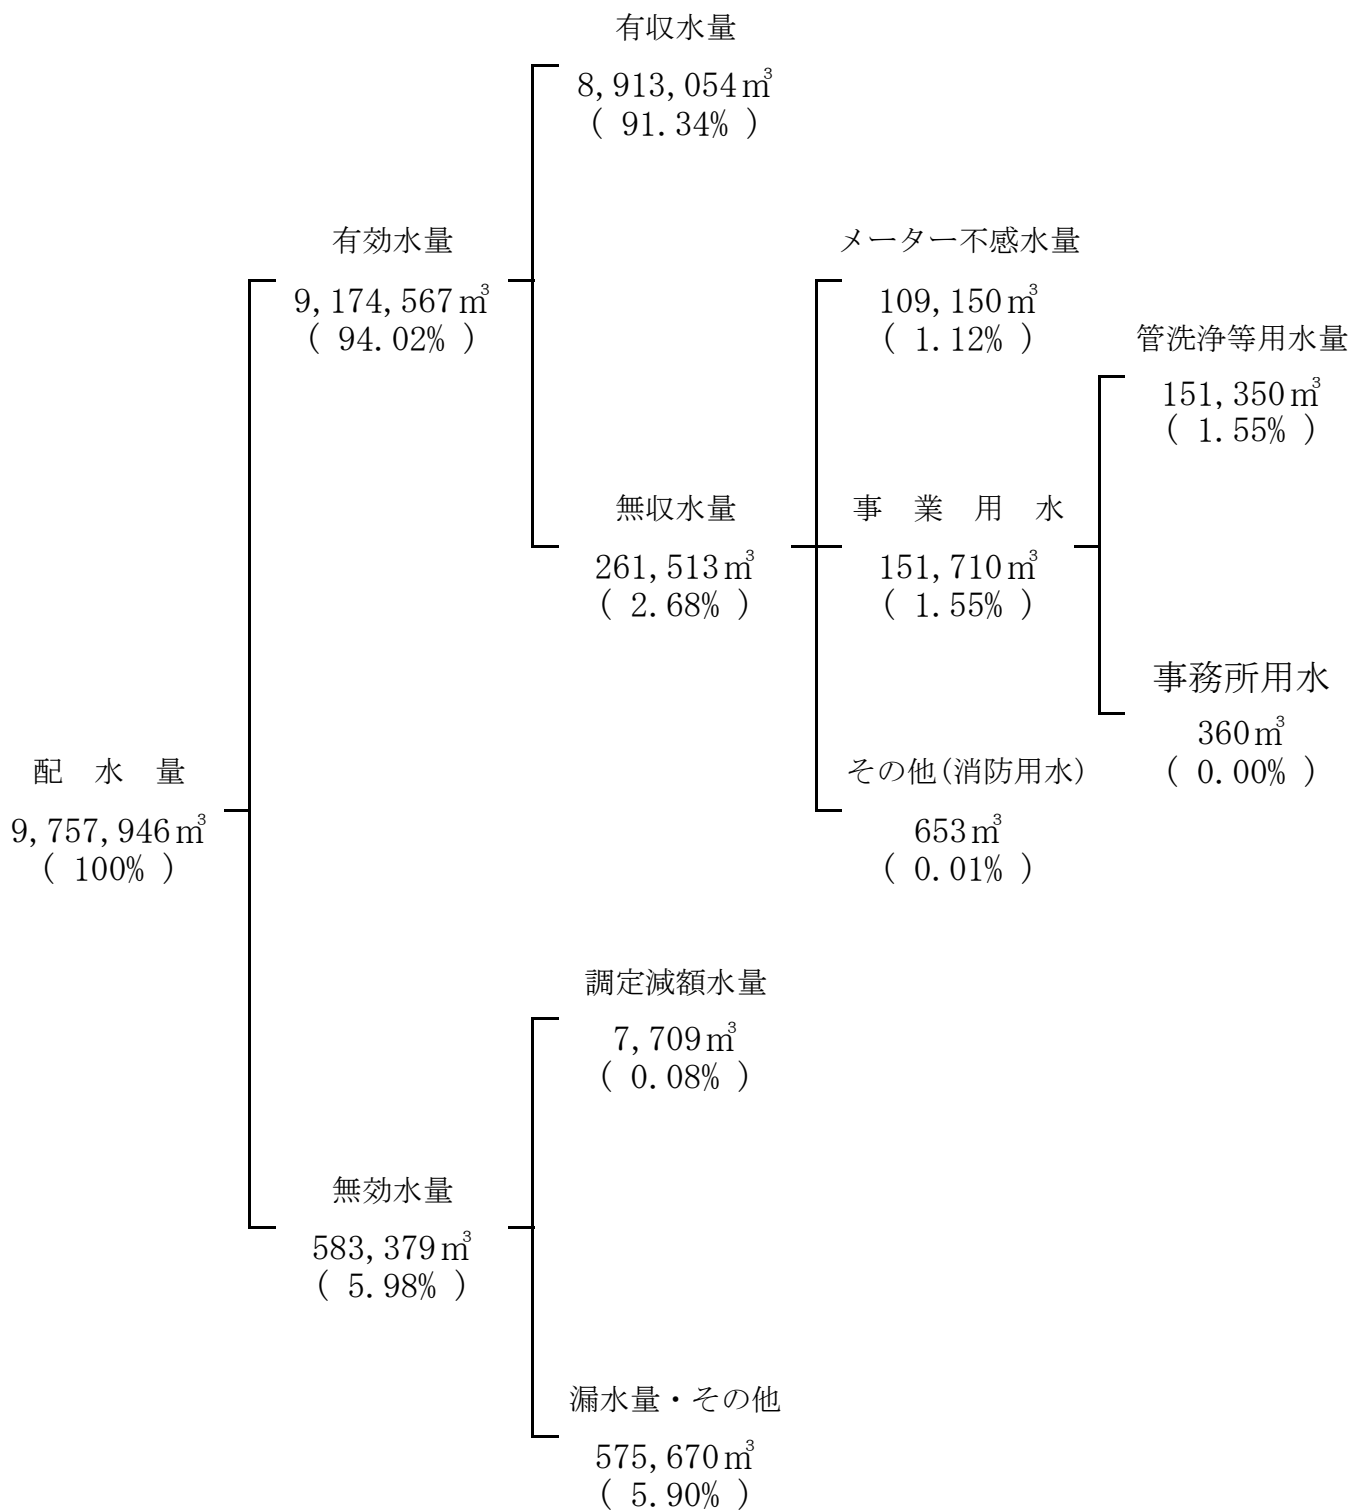 有収水量
8,913,054㎥
( 91.34% )
有効水量
9,174,567㎥
( 94.02% )
メーター不感水量
109,150㎥
( 1.12% )
管洗浄等用水量
151,350㎥
( 1.55% )
無収水量
261,513㎥
( 2.68% )
事　業　用　水
151,710㎥
( 1.55% )
事務所用水
360㎥
( 0.00% )
配　水　量
9,757,946㎥
( 100% )
その他(消防用水)
653㎥
( 0.01% )
調定減額水量
7,709㎥
( 0.08% )
無効水量
583,379㎥
( 5.98% )
漏水量・その他
575,670㎥
( 5.90% )